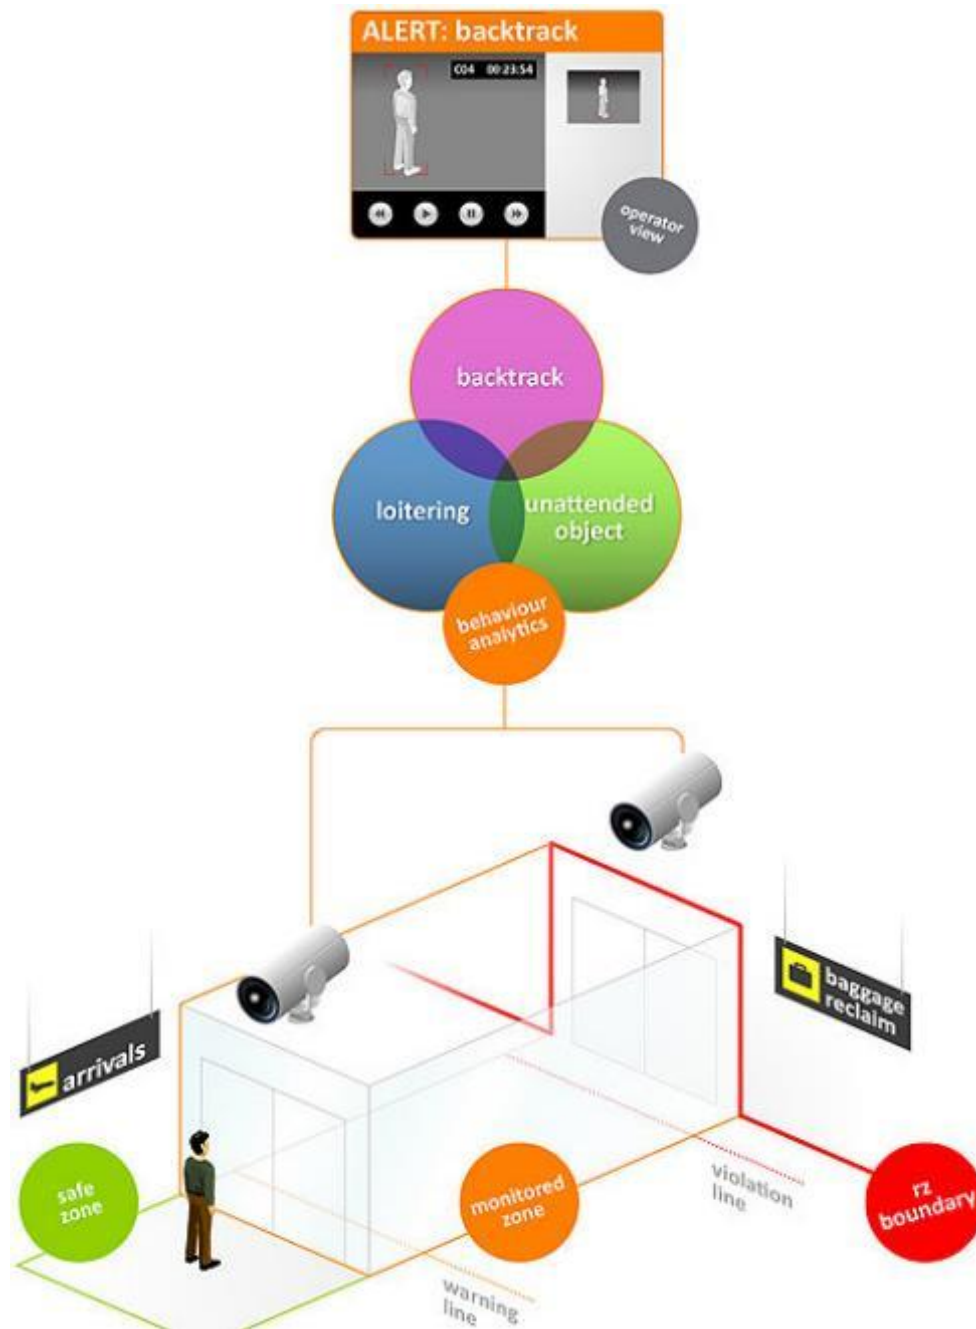 ALERT: backtrack
C04 00:23:54
operator
view
backtrack
loitering
unattended
object
behaviour
analytics
baggage
reclaim
arrivals
safe
zone
monitored
zone
violation
line
rz
boundary
warning
line